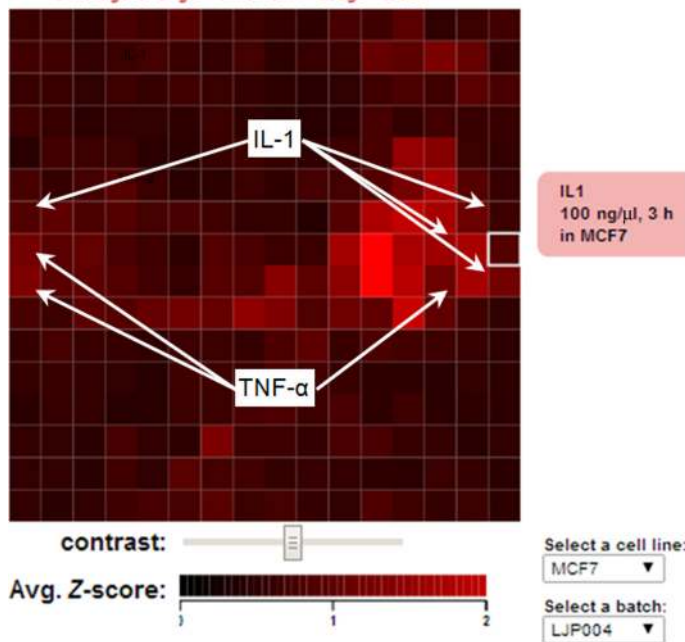 IL-1
IL1
100 ng/µl, 3 h
in MCF7
TNF-α
contrast:
Select a cell line:
MCF7
Avg. Z-score:
1
2
Select a batch:
LJP004